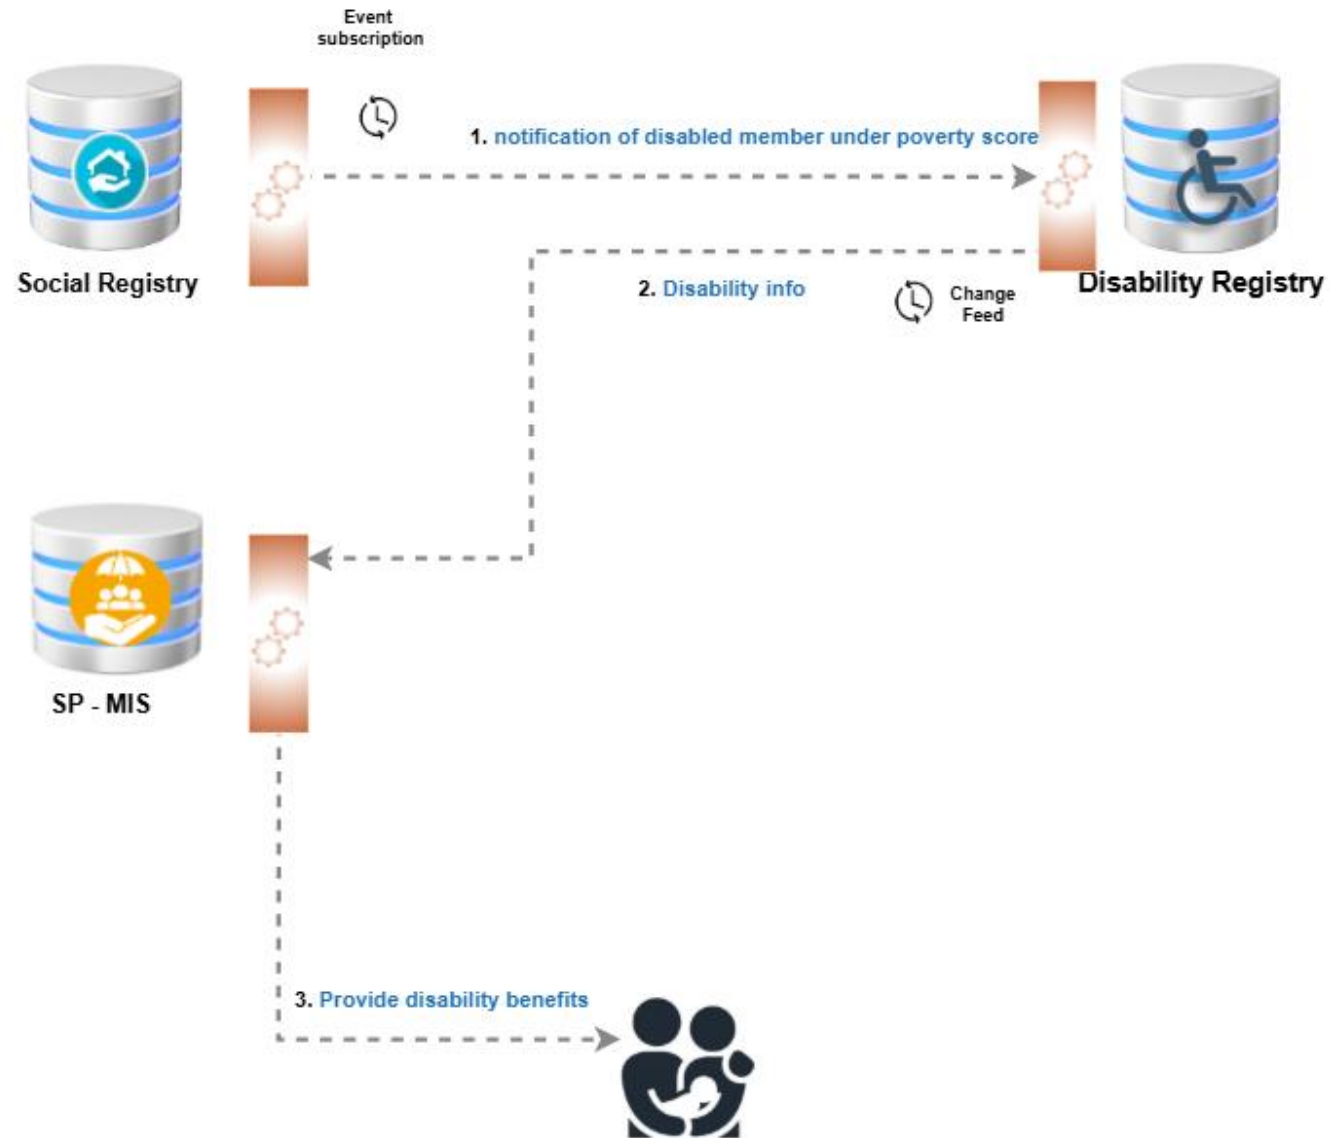 Event
subscription
1. notification of disabled member under poverty score
Social Registry
Disability Registry
2. Disability info
Change
Feed
SP - MIS
3. Provide disability benefits